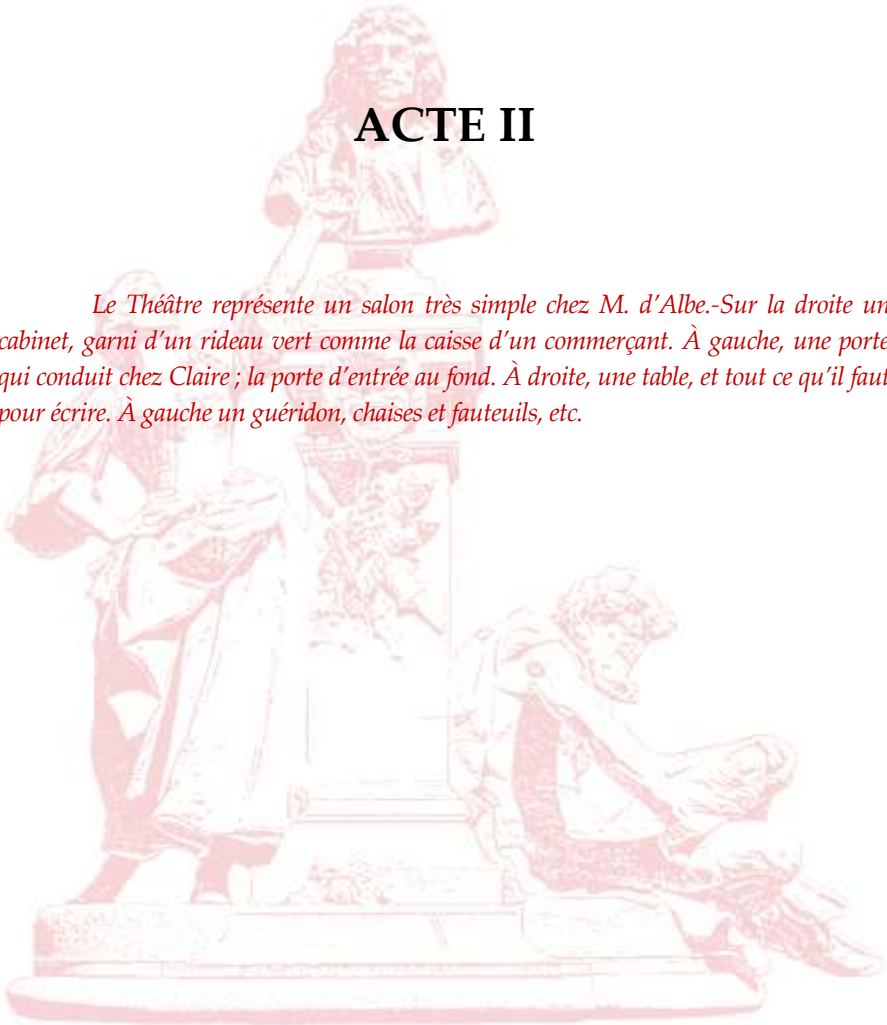 ACTE II
Le Théâtre représente un salon très simple chez M. d'Albe.-Sur la droite un
cabinet, garni d'un rideau vert comme la caisse d'un commerçant. À gauche, une porte
qui conduit chez Claire ; la porte d'entrée au fond. À droite, une table, et tout ce qu'il faut
pour écrire. À gauche un guéridon, chaises et fauteuils, etc.